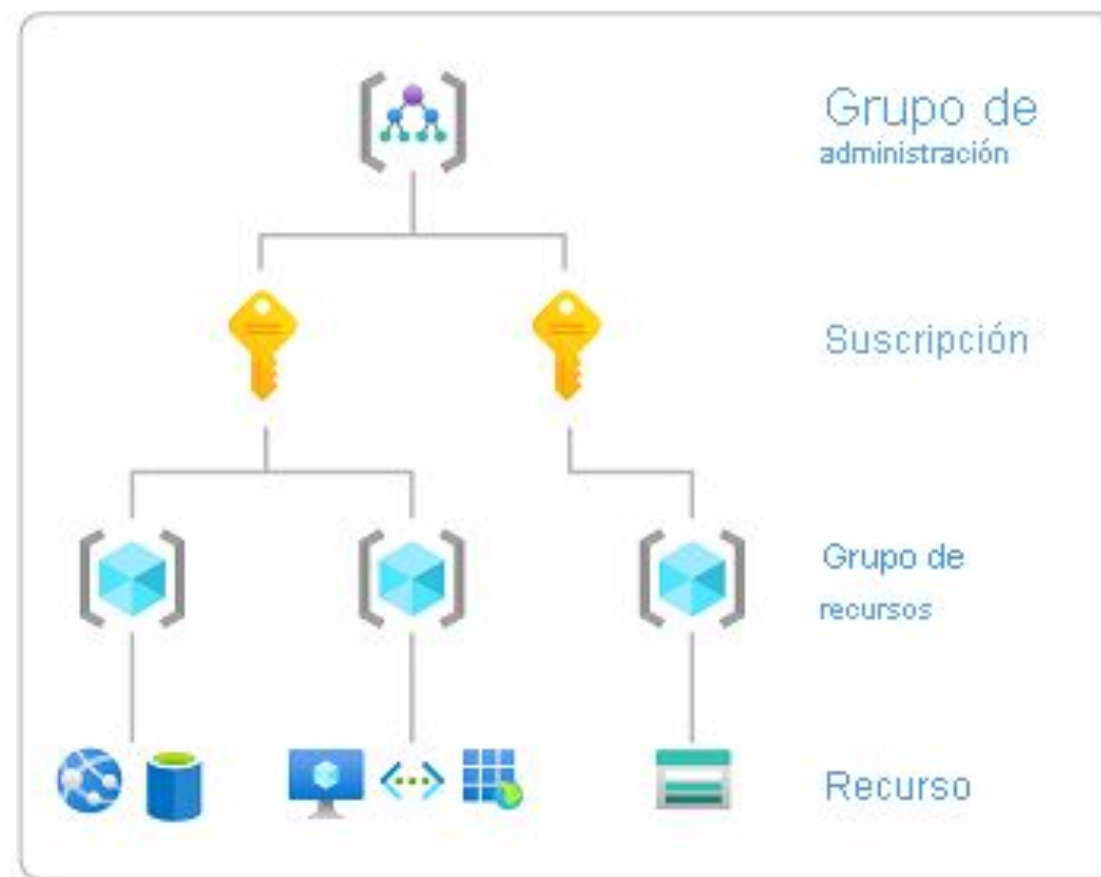 Grupo de
administración
Suscripción
Grupo de
recursos
Recurso